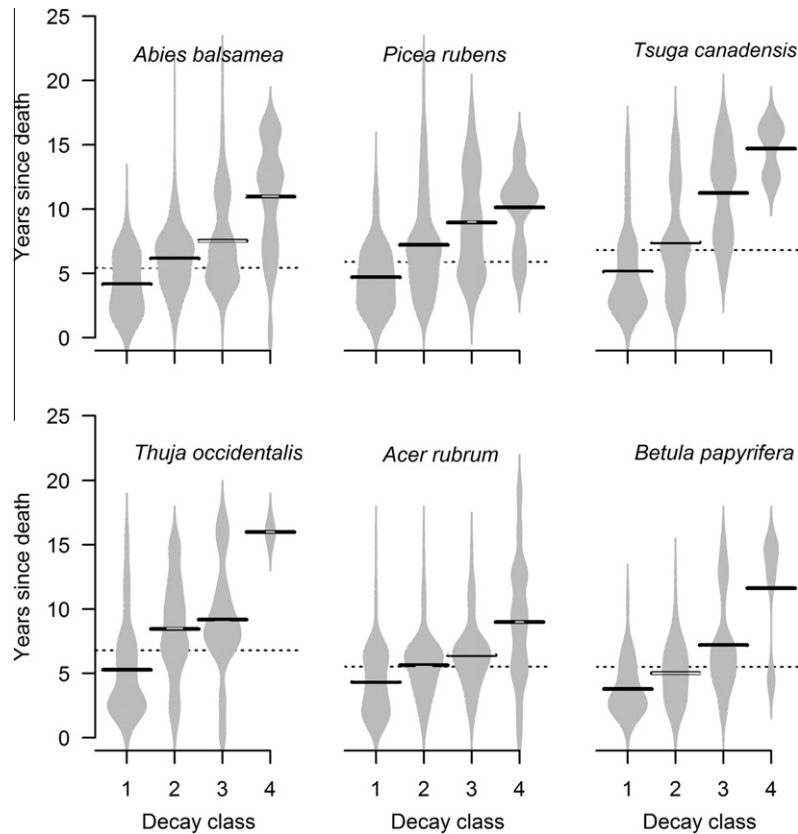 Abies balsamea
Picea rubens
Tsuga canadensis
Years since death
25
20
15
10
5
0
Thuja occidentalis
Acer rubrum
Betula papyrifera
Years since death
25
20
15
10
5
0
1 2 3 4
1 2 3 4
1 2 3 4
Decay class
Decay class
Decay class